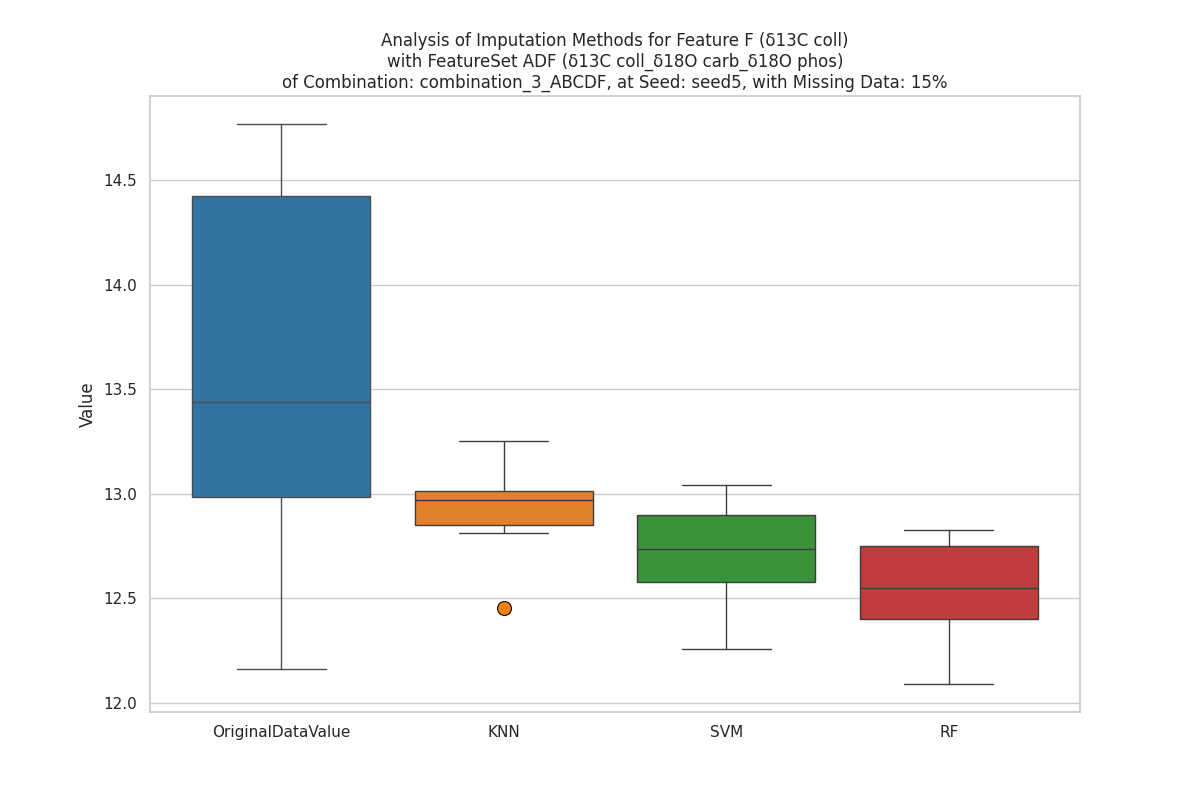 Analysis of Imputation Methods for Feature F (δ13C coll)
with FeatureSet ADF (δ13C coll_δ18O carb_δ18O phos)
of Combination: combination_3_ABCDF, at Seed: seed5, with Missing Data: 15%
14.5
14.0
13.5
13.0
12.5
12.0
Value
OriginalDataValue
KNN
SVM
RF